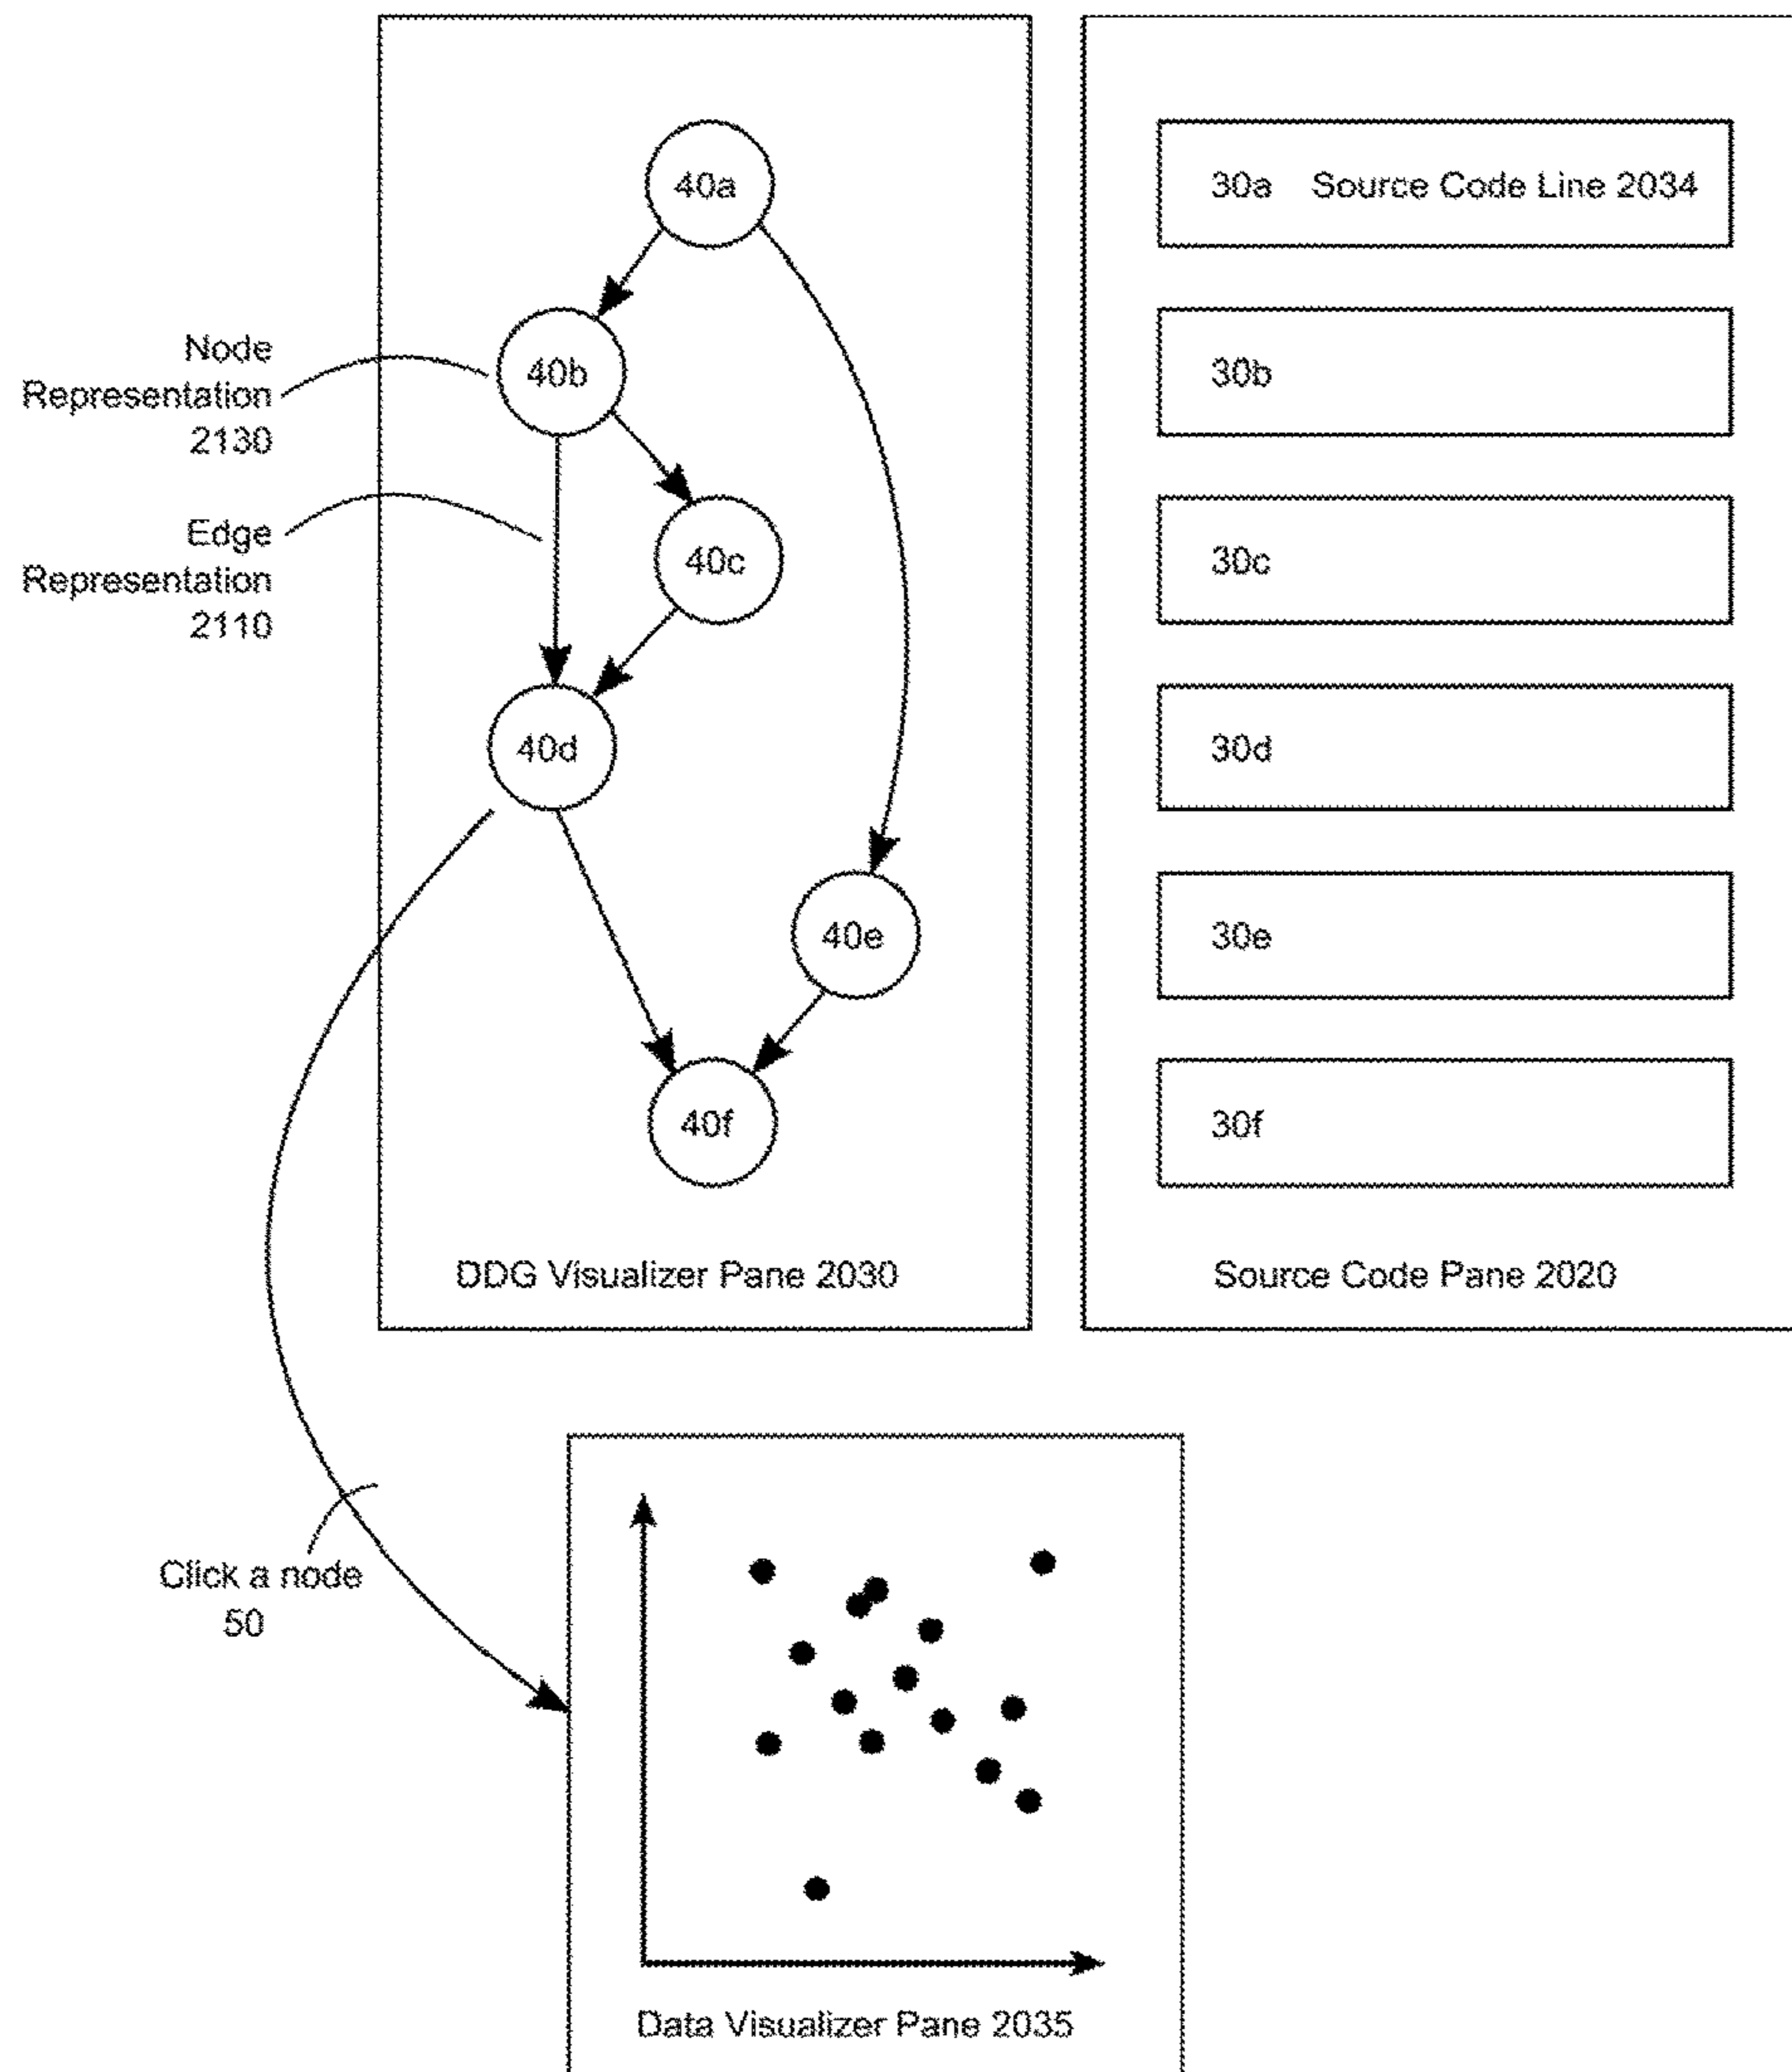 40a
40b
40c
40d
40e
40f
Node
Representation
2130
Edge
Representation
2110
DDG Visualizer Pane 2030
30a Source Code Line 2034
30b
30c
30d
30e
30f
Source Code Pane 2020
Click a node
50
Data Visualizer Pane 2035